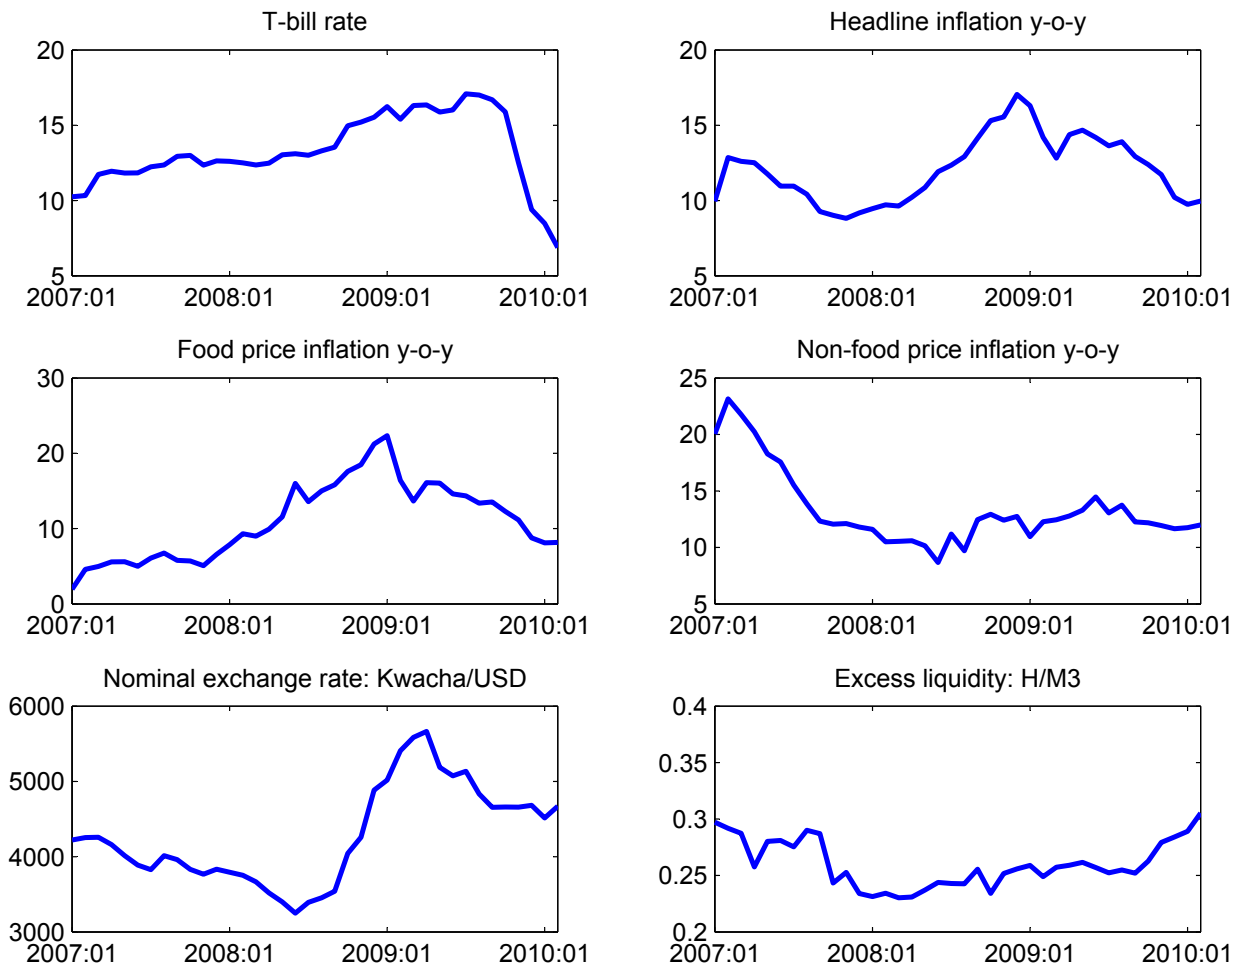 T-bill rate
20
15
10
5
2007:01 2008:01 2009:01 2010:01
Headline inflation y-o-y
20
15
10
5
2007:01 2008:01 2009:01 2010:01
Food price inflation y-o-y
30
20
10
0
2007:01 2008:01 2009:01 2010:01
Non-food price inflation y-o-y
25
20
15
10
5
2007:01 2008:01 2009:01 2010:01
Nominal exchange rate: Kwacha/USD
6000
5000
4000
3000
2007:01 2008:01 2009:01 2010:01
Excess liquidity: H/M3
0.4
0.35
0.3
0.25
0.2
2007:01 2008:01 2009:01 2010:01